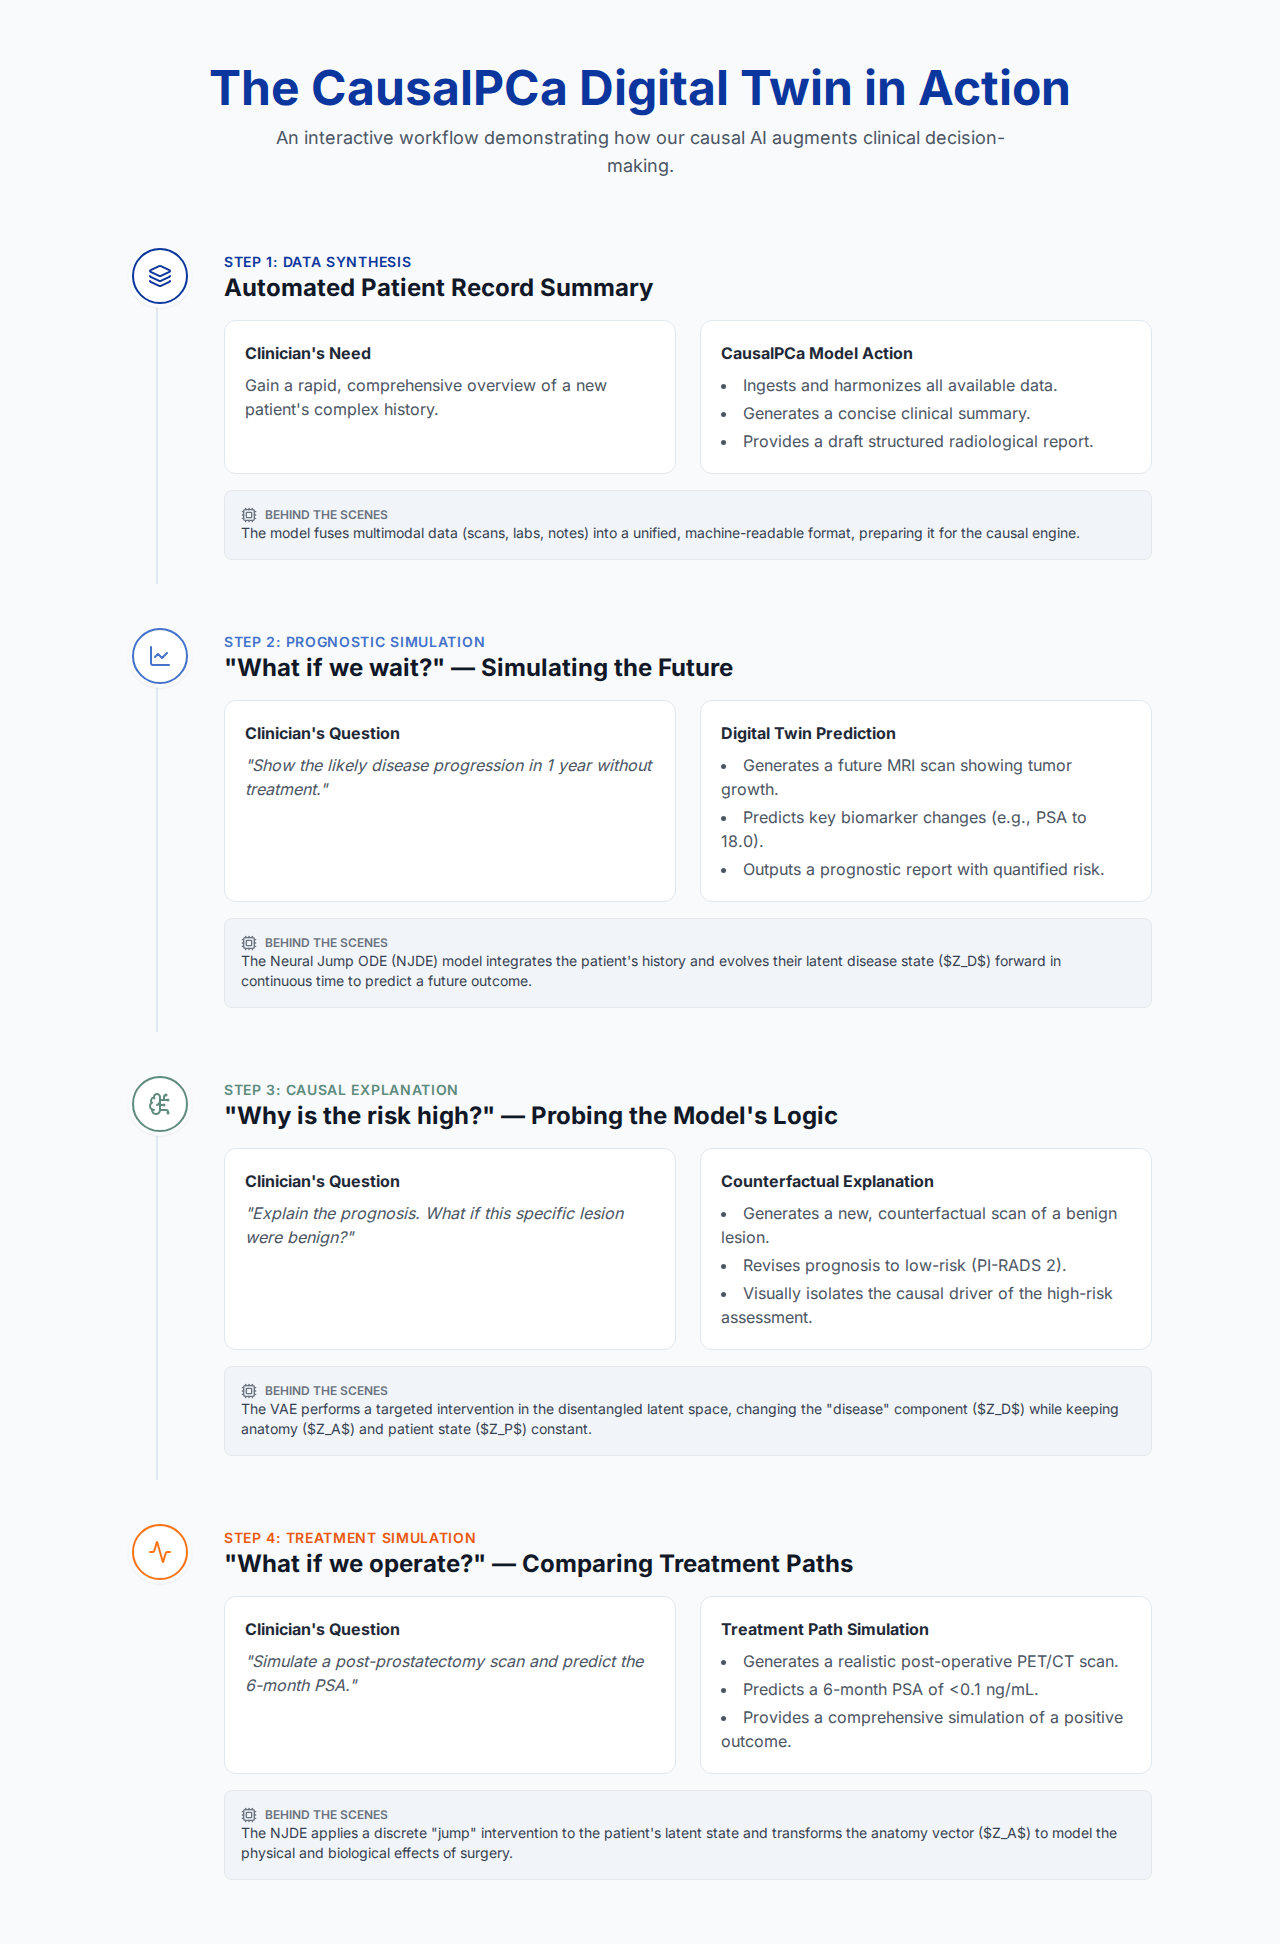 The CausalPCa Digital Twin in Action
An interactive workflow demonstrating how our causal AI augments clinical decision-
making.
STEP 1: DATA SYNTHESIS
Automated Patient Record Summary
Clinician's Need
Gain a rapid, comprehensive overview of a new
patient's complex history.
CausalPCa Model Action
• Ingests and harmonizes all available data.
• Generates a concise clinical summary.
• Provides a draft structured radiological report.
BEHIND THE SCENES
The model fuses multimodal data (scans, labs, notes) into a unified, machine-readable format, preparing it for the causal engine.
STEP 2: PROGNOSTIC SIMULATION
"What if we wait?" — Simulating the Future
Clinician's Question
"Show the likely disease progression in 1 year without
treatment."
Digital Twin Prediction
• Generates a future MRI scan showing tumor
growth.
• Predicts key biomarker changes (e.g., PSA to
18.0).
• Outputs a prognostic report with quantified risk.
BEHIND THE SCENES
The Neural Jump ODE (NJDE) model integrates the patient's history and evolves their latent disease state ($Z_D$) forward in
continuous time to predict a future outcome.
STEP 3: CAUSAL EXPLANATION
"Why is the risk high?" — Probing the Model's Logic
Clinician's Question
"Explain the prognosis. What if this specific lesion
were benign?"
Counterfactual Explanation
• Generates a new, counterfactual scan of a benign
lesion.
• Revises prognosis to low-risk (PI-RADS 2).
• Visually isolates the causal driver of the high-risk
assessment.
BEHIND THE SCENES
The VAE performs a targeted intervention in the disentangled latent space, changing the "disease" component ($Z_D$) while keeping
anatomy ($Z_A$) and patient state ($Z_P$) constant.
STEP 4: TREATMENT SIMULATION
"What if we operate?" — Comparing Treatment Paths
Clinician's Question
"Simulate a post-prostatectomy scan and predict the
6-month PSA."
Treatment Path Simulation
• Generates a realistic post-operative PET/CT scan.
• Predicts a 6-month PSA of <0.1 ng/mL.
• Provides a comprehensive simulation of a positive
outcome.
BEHIND THE SCENES
The NJDE applies a discrete "jump" intervention to the patient's latent state and transforms the anatomy vector ($Z_A$) to model the
physical and biological effects of surgery.